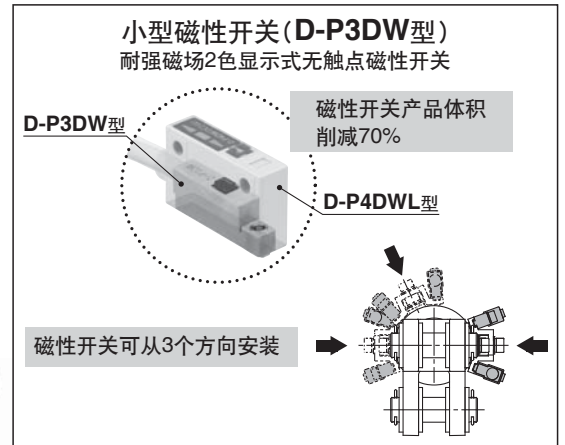 小型磁性开关(D-P3DW型)
耐强磁场2色显示式无触点磁性开关
磁性开关产品体积
削减70%
D-P3DW型
D-P4DWL型
磁性开关可从3个方向安装